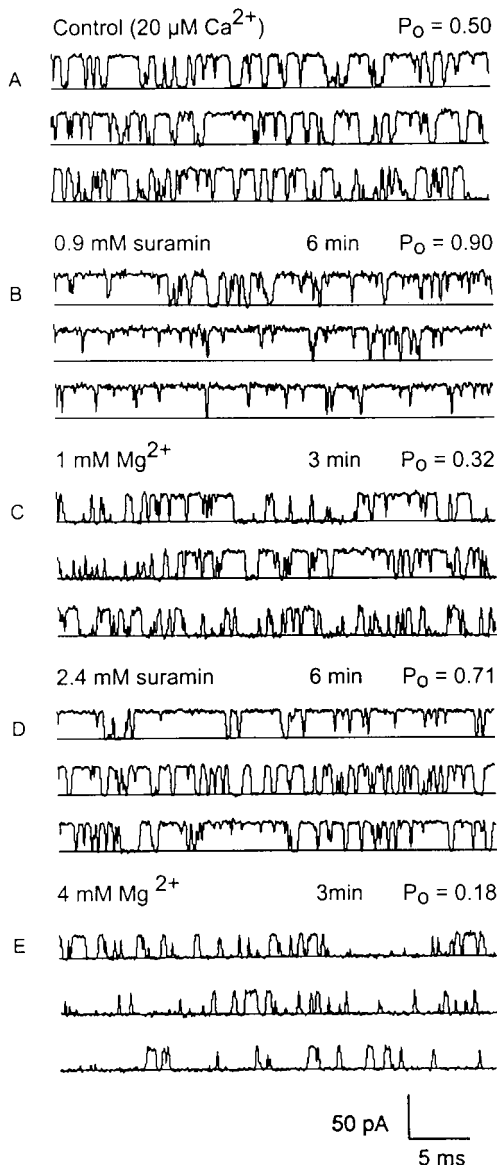 Control (20 µM Ca2+) PO = 0.50
A
0.9 mM suramin 6 min PO = 0.90
B
1 mM Mg2+ 3 min PO = 0.32
C
2.4 mM suramin 6 min PO = 0.71
D
4 mM Mg 2+ 3min PO = 0.18
E
50 pA
5 ms